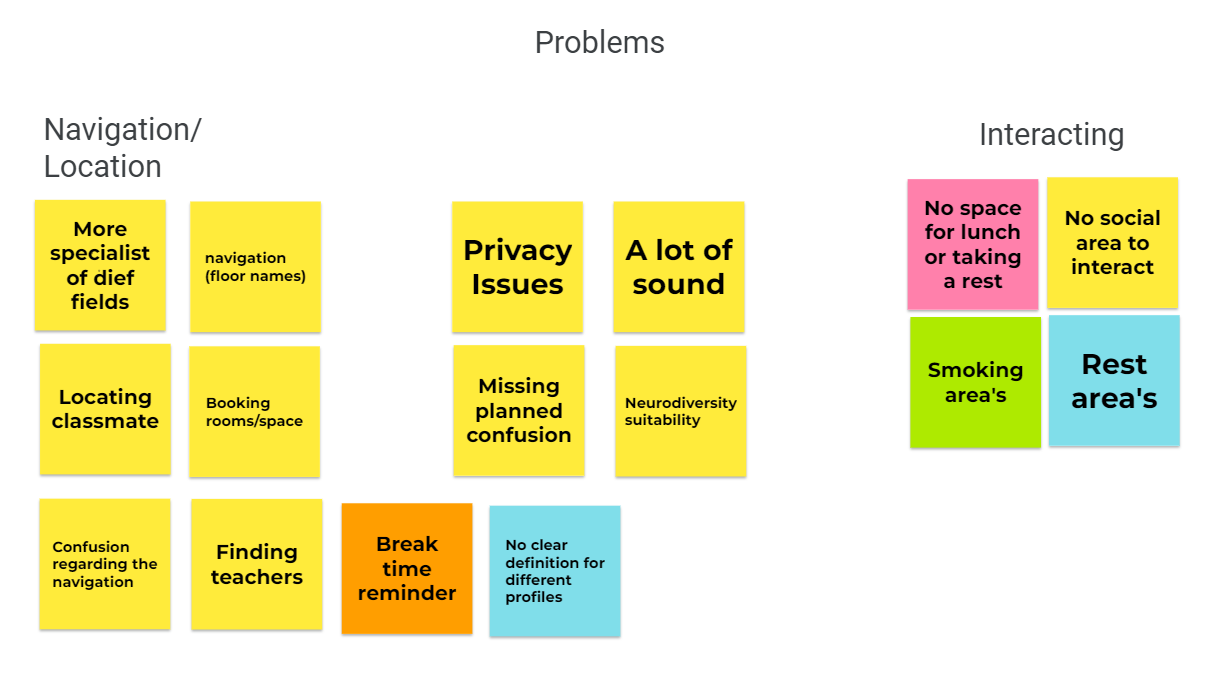 Problems
Navigation/
Location
Interacting
More
specialist
of dief
fields
navigation
(floor names)
Privacy
Issues
A lot of
sound
No space
for lunch
or taking
a rest
No social
area to
interact
Locating
classmate
Booking
rooms/space
Missing
planned
confusion
Neurodiversity
suitability
Smoking
area's
Rest
area's
Confusion
regarding the
navigation
Finding
teachers
Break
time
reminder
No clear
definition for
different
profiles